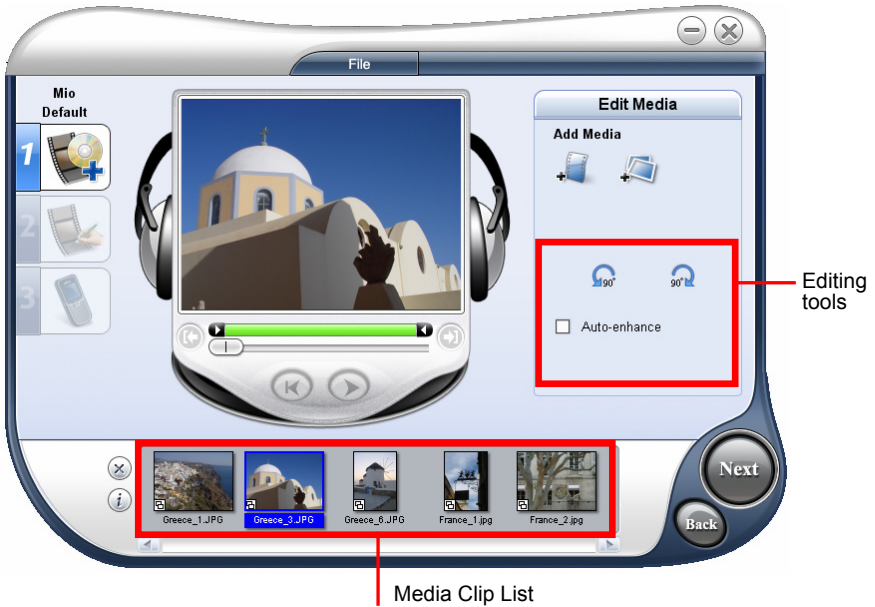 File
Mio
Default
1
2
3
Edit Media
Add Media
90°
90°
Auto-enhance
Editing
tools
i
Greece_1.JPG
Greece_3.JPG
Greece_6.JPG
France_1.jpg
France_2.jpg
Next
Back
Media Clip List